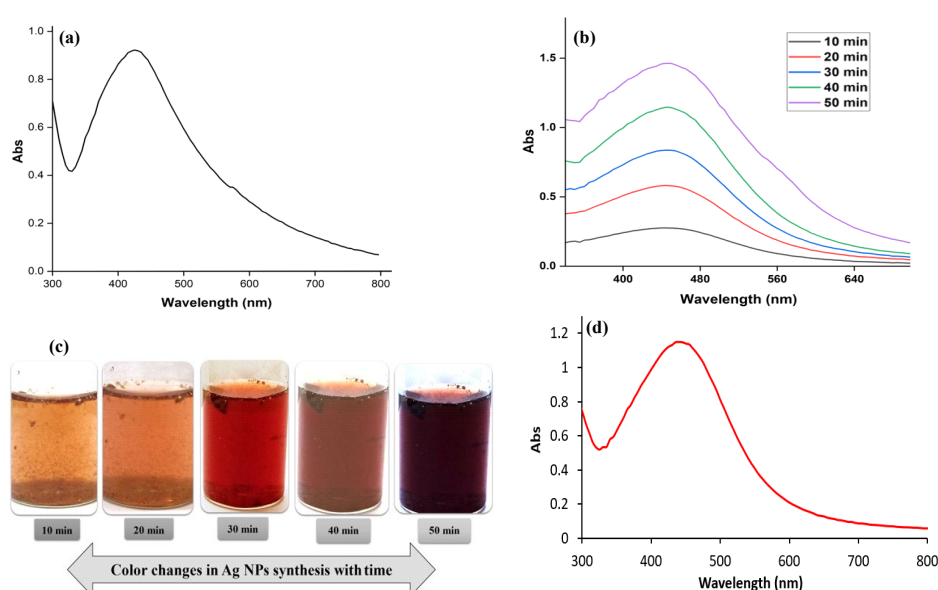 (a)
1.0
0.8
0.6
0.4
0.2
0.0
Abs
300 400 500 600 700 800
Wavelength (nm)
(b)
10 min
20 min
30 min
40 min
50 min
1.5
1.0
0.5
0.0
Abs
400 480 560 640
Wavelength (nm)
(c)
10 min 20 min 30 min 40 min 50 min
Color changes in Ag NPs synthesis with time
(d)
1.2
1
0.8
0.6
0.4
0.2
0
Abs
300 400 500 600 700 800
Wavelength (nm)